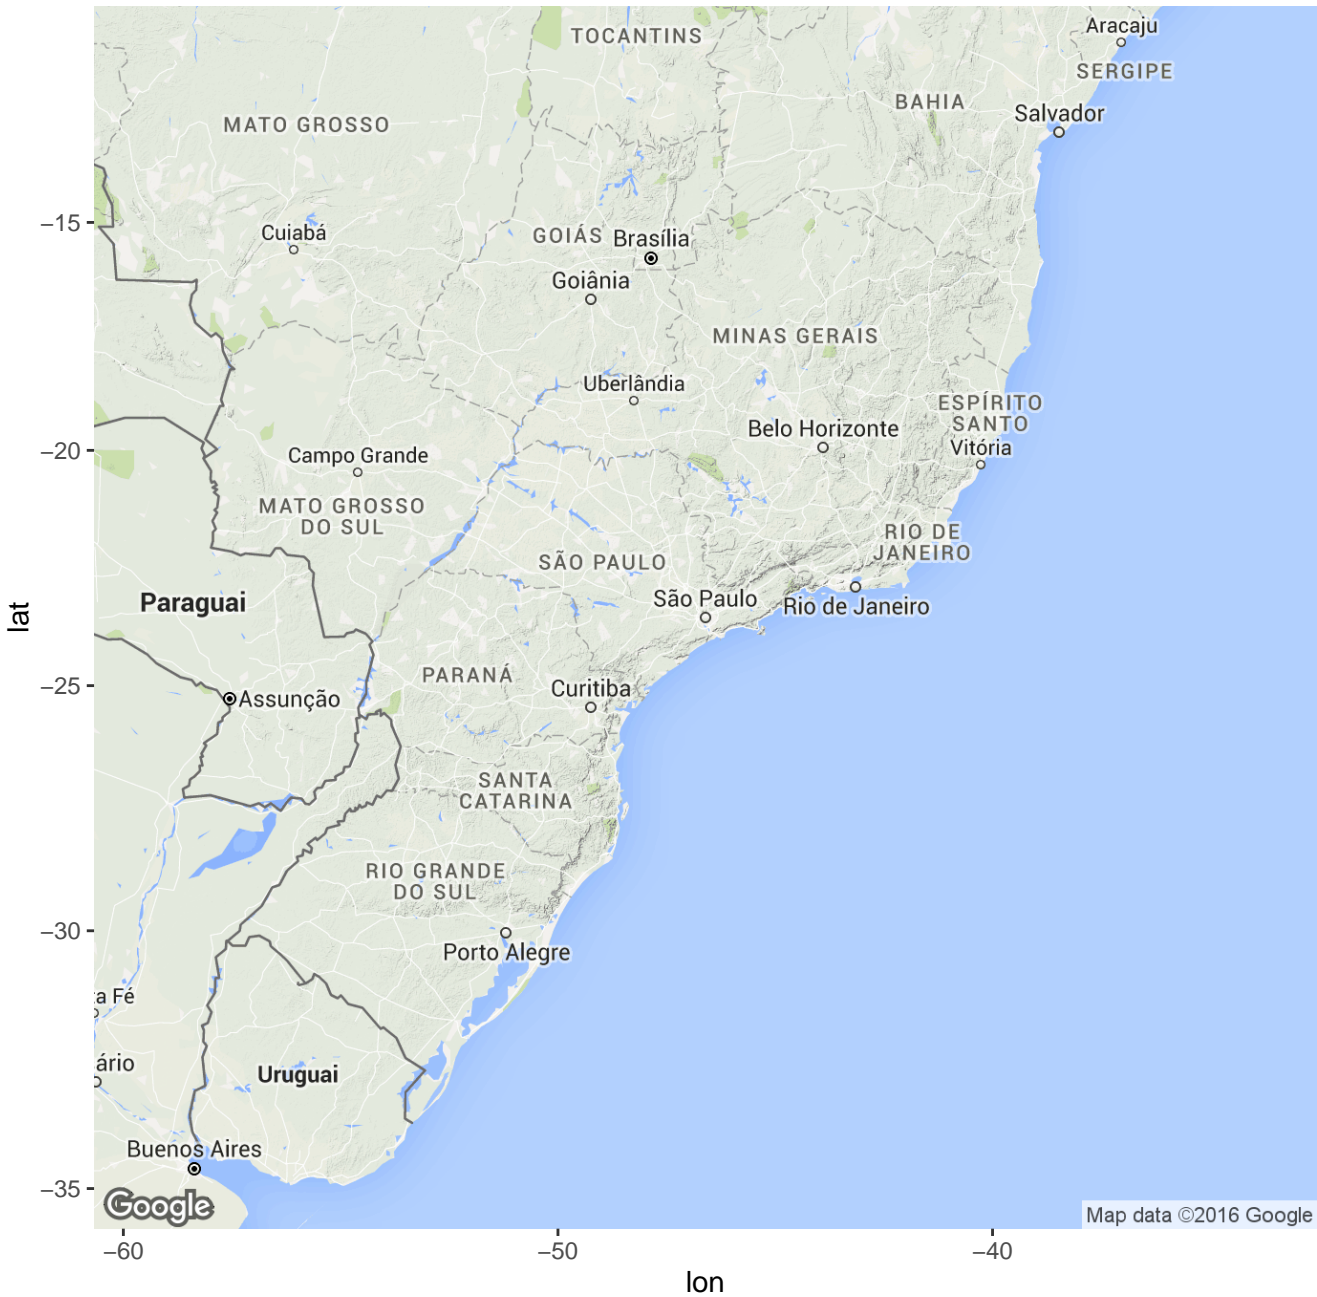 TOCANTINS
Aracaju
SERGIPE
BAHIA
Salvador
MATO GROSSO
−15
Cuiabá
GOIÁS
Brasília
Goiânia
MINAS GERAIS
Uberlândia
ESPÍRITO
SANTO
Belo Horizonte
Vitória
−20
Campo Grande
MATO GROSSO
DO SUL
RIO DE
JANEIRO
SÃO PAULO
São Paulo
Rio de Janeiro
Paraguai
lat
PARANÁ
−25
Curitiba
Assunção
SANTA
CATARINA
RIO GRANDE
DO SUL
−30
Porto Alegre
ta Fé
ário
Uruguai
Buenos Aires
−35
Google
Map data ©2016 Google
−60
−50
−40
lon